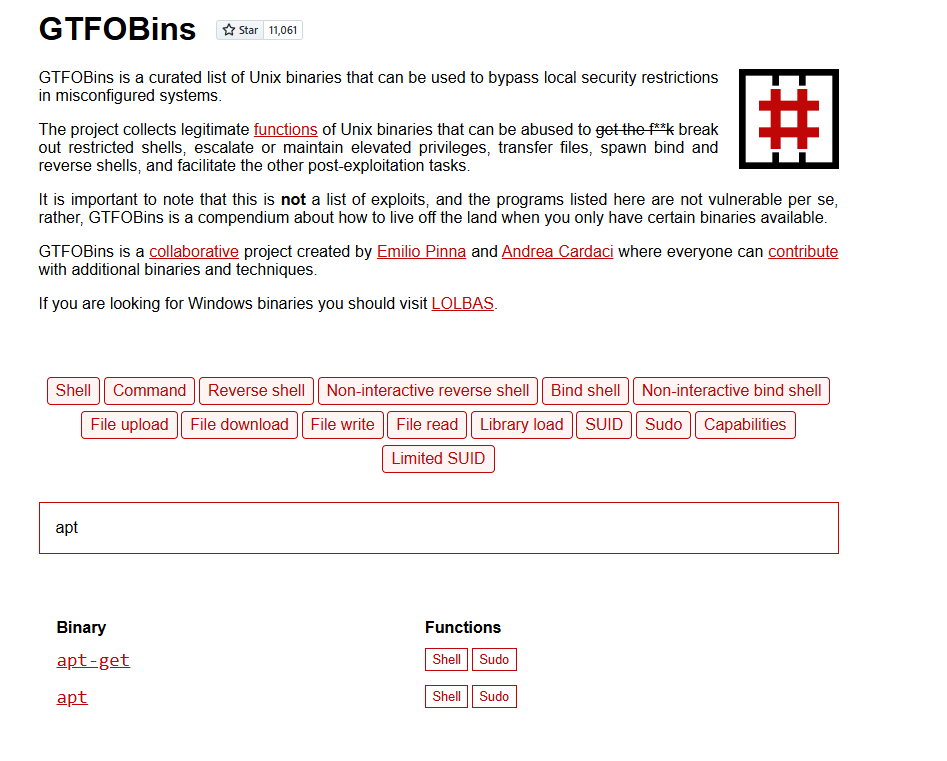 GTFOBins
Star 11,061
GTFOBins is a curated list of Unix binaries that can be used to bypass local security restrictions
in misconfigured systems.
The project collects legitimate functions of Unix binaries that can be abused to get the f**k break
out restricted shells, escalate or maintain elevated privileges, transfer files, spawn bind and
reverse shells, and facilitate the other post-exploitation tasks.
It is important to note that this is not a list of exploits, and the programs listed here are not vulnerable per se,
rather, GTFOBins is a compendium about how to live off the land when you only have certain binaries available.
GTFOBins is a collaborative project created by Emilio Pinna and Andrea Cardaci where everyone can contribute
with additional binaries and techniques.
If you are looking for Windows binaries you should visit LOLBAS.
Shell Command Reverse shell Non-interactive reverse shell Bind shell Non-interactive bind shell
File upload File download File write File read Library load SUID Sudo Capabilities
Limited SUID
apt
Binary Functions
apt-get Shell Sudo
apt Shell Sudo